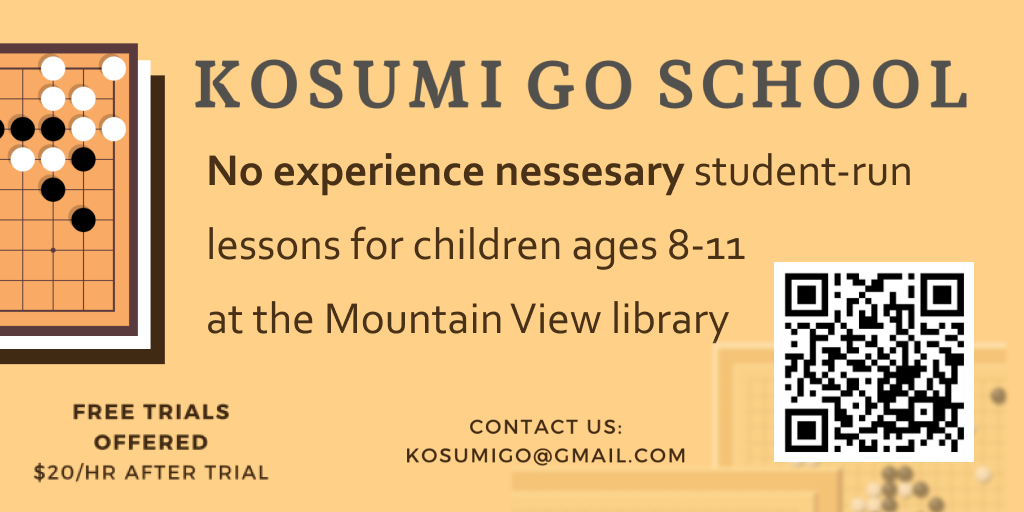 KOSUMI GO SCHOOL
No experience nessesary student-run
lessons for children ages 8-11
at the Mountain View library
FREE TRIALS
OFFERED
$20/HR AFTER TRIAL
CONTACT US:
KOSUMIGO@GMAIL.COM